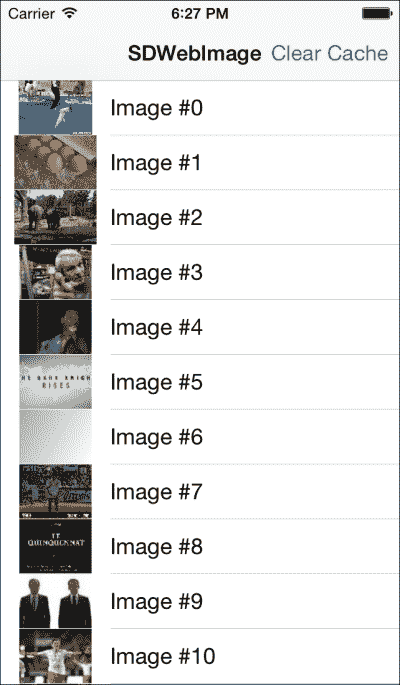 Carrier 6:27 PM
SDWebImage Clear Cache
Image #0
Image #1
Image #2
Image #3
Image #4
Image #5
THE DARK KNIGHT
RISES
Image #6
Image #7
Image #8
Image #9
Image #10